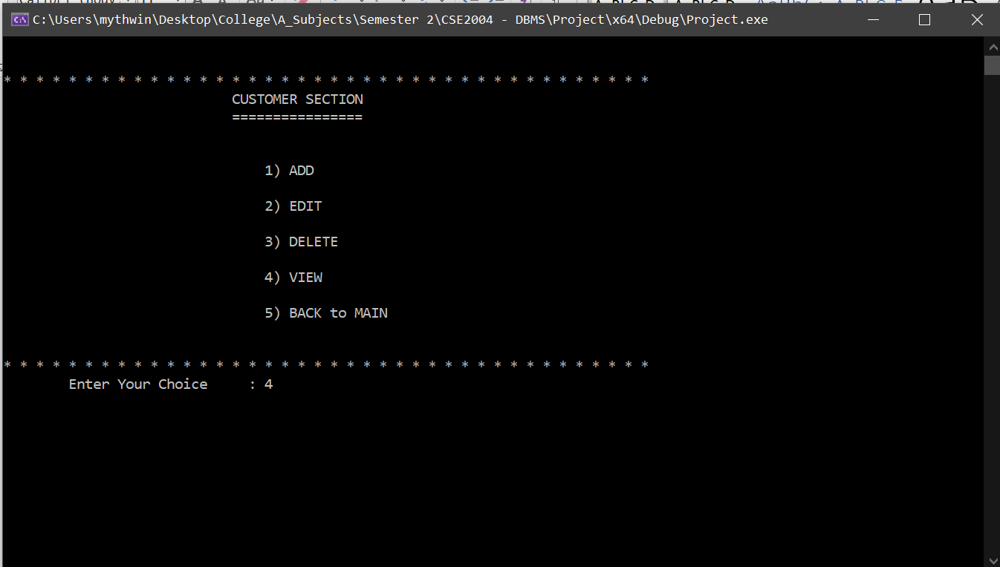 C:\Users\mythwin\Desktop\College\A_Subjects\Semester 2\CSE2004 - DBMS\Project\x64\Debug\Project.exe
* * * * * * * * * * * * * * * * * * * * * * * * * * * * * * * * * * * * * * * *
CUSTOMER SECTION
================
1) ADD
2) EDIT
3) DELETE
4) VIEW
5) BACK to MAIN
* * * * * * * * * * * * * * * * * * * * * * * * * * * * * * * * * * * * * * * *
Enter Your Choice : 4